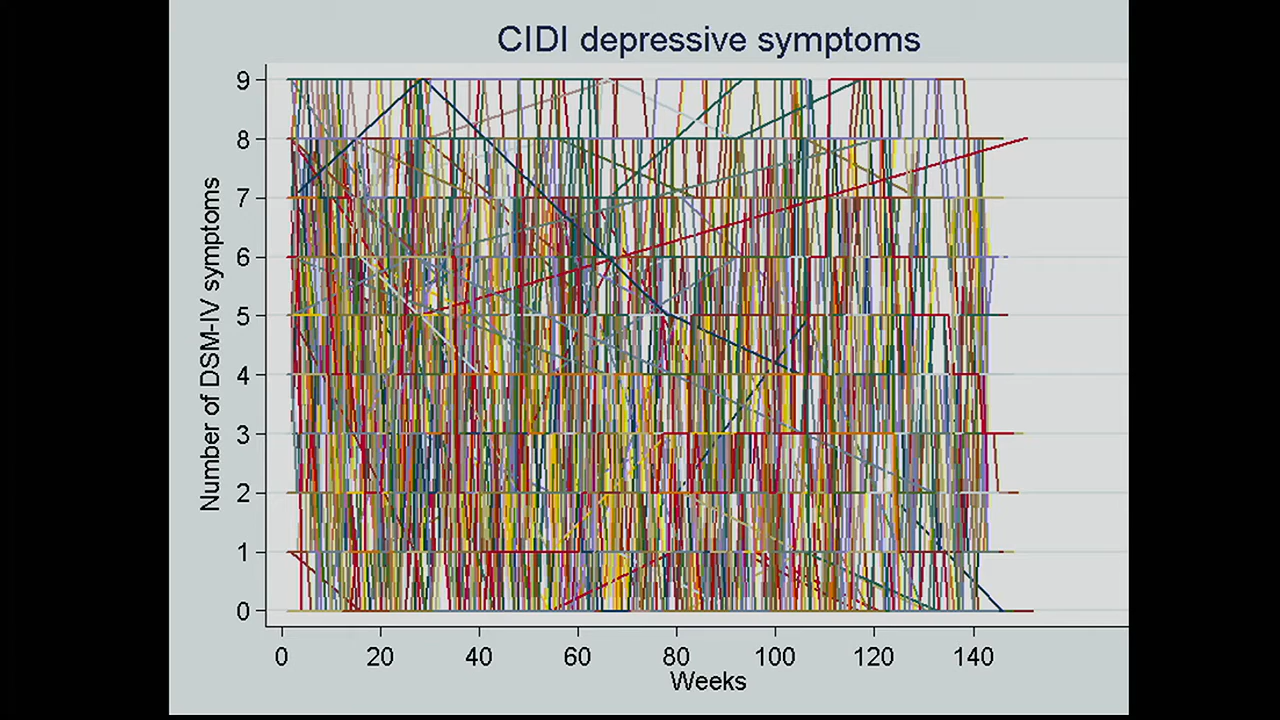 CIDI depressive symptoms
Number of DSM-IV symptoms
9
8
7
6
5
4
3
2
1
0
0 20 40 60 80 100 120 140
Weeks